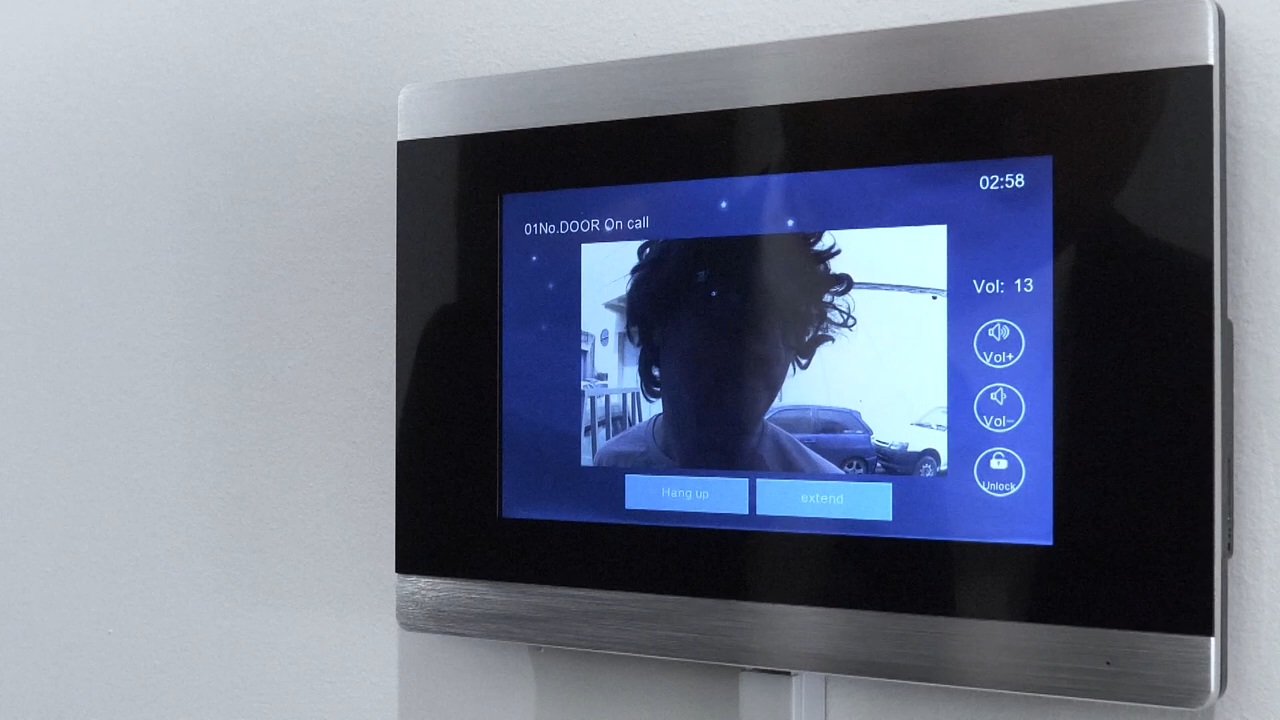 02:58
01No.DOOR On call
Vol: 13
Vol+
Vol-
Unlock
Hang up
extend